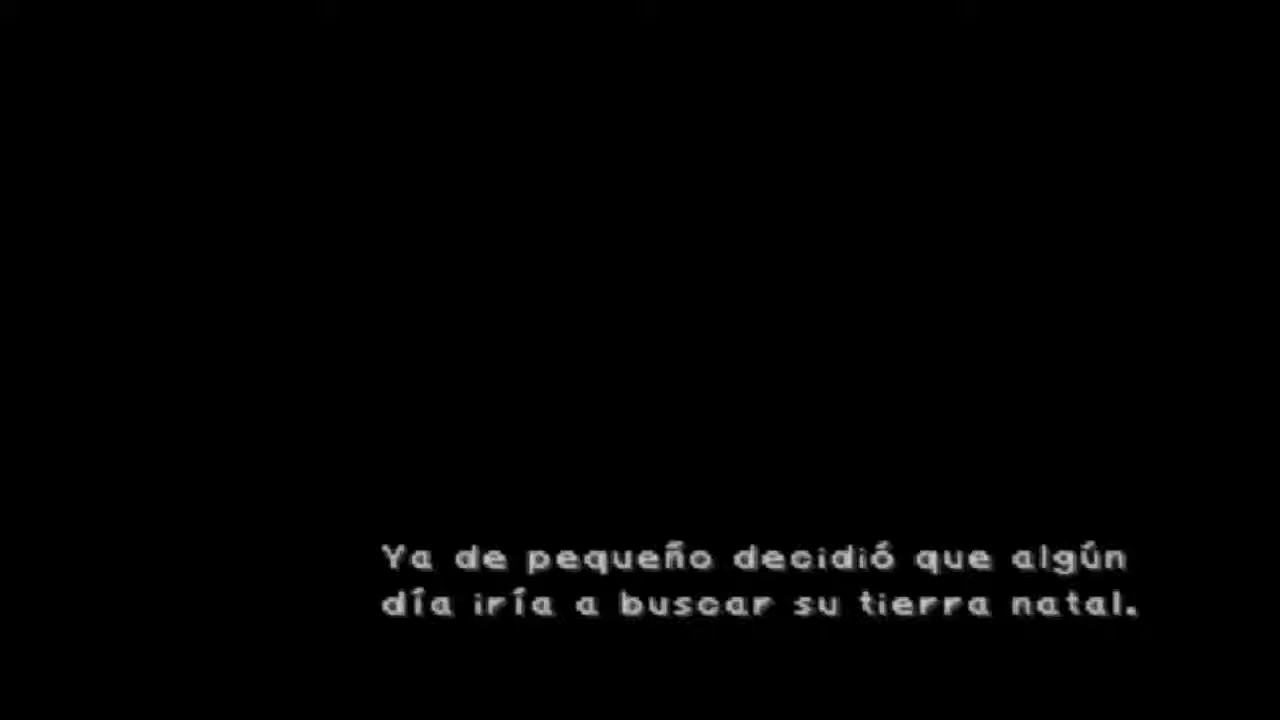 Ya de pequeño decidió que algún
día iría a buscar su tierra natal.